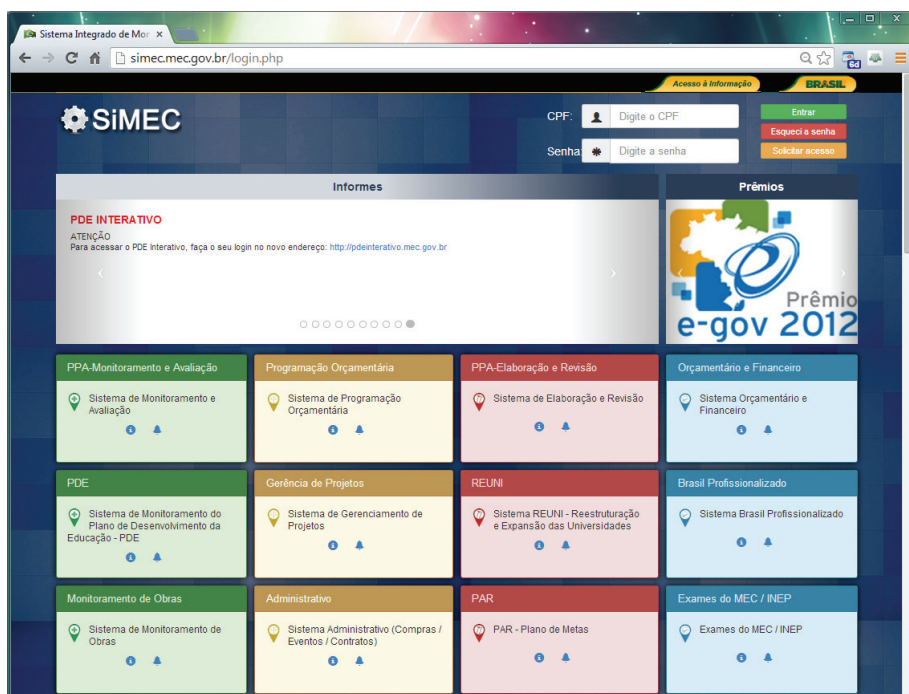 Sistema Integrado de Mor
simec.mec.gov.br/login.php
6d
Acesso à Informação
BRASIL
SiMEC
CPF:
Digite o CPF
Entrar
Esqueci a senha
Senha:
Digite a senha
Solicitar acesso
Informes
Prêmios
PDE INTERATIVO
ATENÇÃO
Para acessar o PDE Interativo, faça o seu login no novo endereço: http://pdeinterativo.mec.gov.br
Prêmio
e-gov 2012
PPA-Monitoramento e Avaliação
Sistema de Monitoramento e
Avaliação
Programação Orçamentária
Sistema de Programação
Orçamentária
PPA-Elaboração e Revisão
Sistema de Elaboração e Revisão
Orçamentário e Financeiro
Sistema Orçamentário e
Financeiro
PDE
Sistema de Monitoramento do
Plano de Desenvolvimento da
Educação - PDE
Gerência de Projetos
Sistema de Gerenciamento de
Projetos
REUNI
Sistema REUNI - Reestruturação
e Expansão das Universidades
Brasil Profissionalizado
Sistema Brasil Profissionalizado
Monitoramento de Obras
Sistema de Monitoramento de
Obras
Administrativo
Sistema Administrativo (Compras /
Eventos / Contratos)
PAR
PAR - Plano de Metas
Exames do MEC / INEP
Exames do MEC / INEP